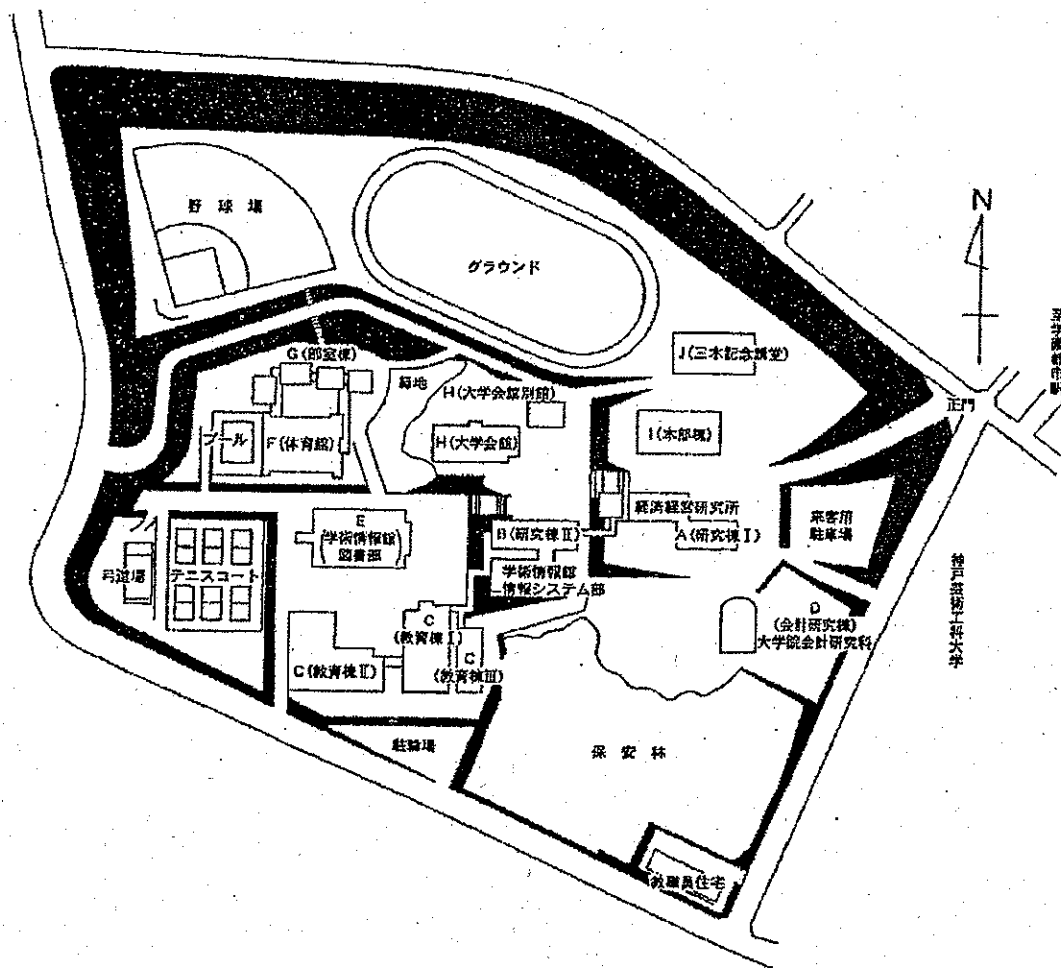 野球場
グラウンド
N
J(三木記念講堂)
G(部室棟)
緑地
H(大学会館別館)
正門
プール
F(体育館)
H(大学会館)
I(本部棟)
経済経営研究所
E
学術情報館
図書部
B(研究棟Ⅱ)
A(研究棟Ⅰ)
来客用
駐車場
弓道場
テニスコート
学術情報館
情報システム部
神戸芸術工科大学
D
(会計研究棟)
大学院会計研究科
C
(教育棟Ⅰ)
C(教育棟Ⅱ)
C
(教育棟Ⅲ)
駐輪場
保安林
教職員住宅